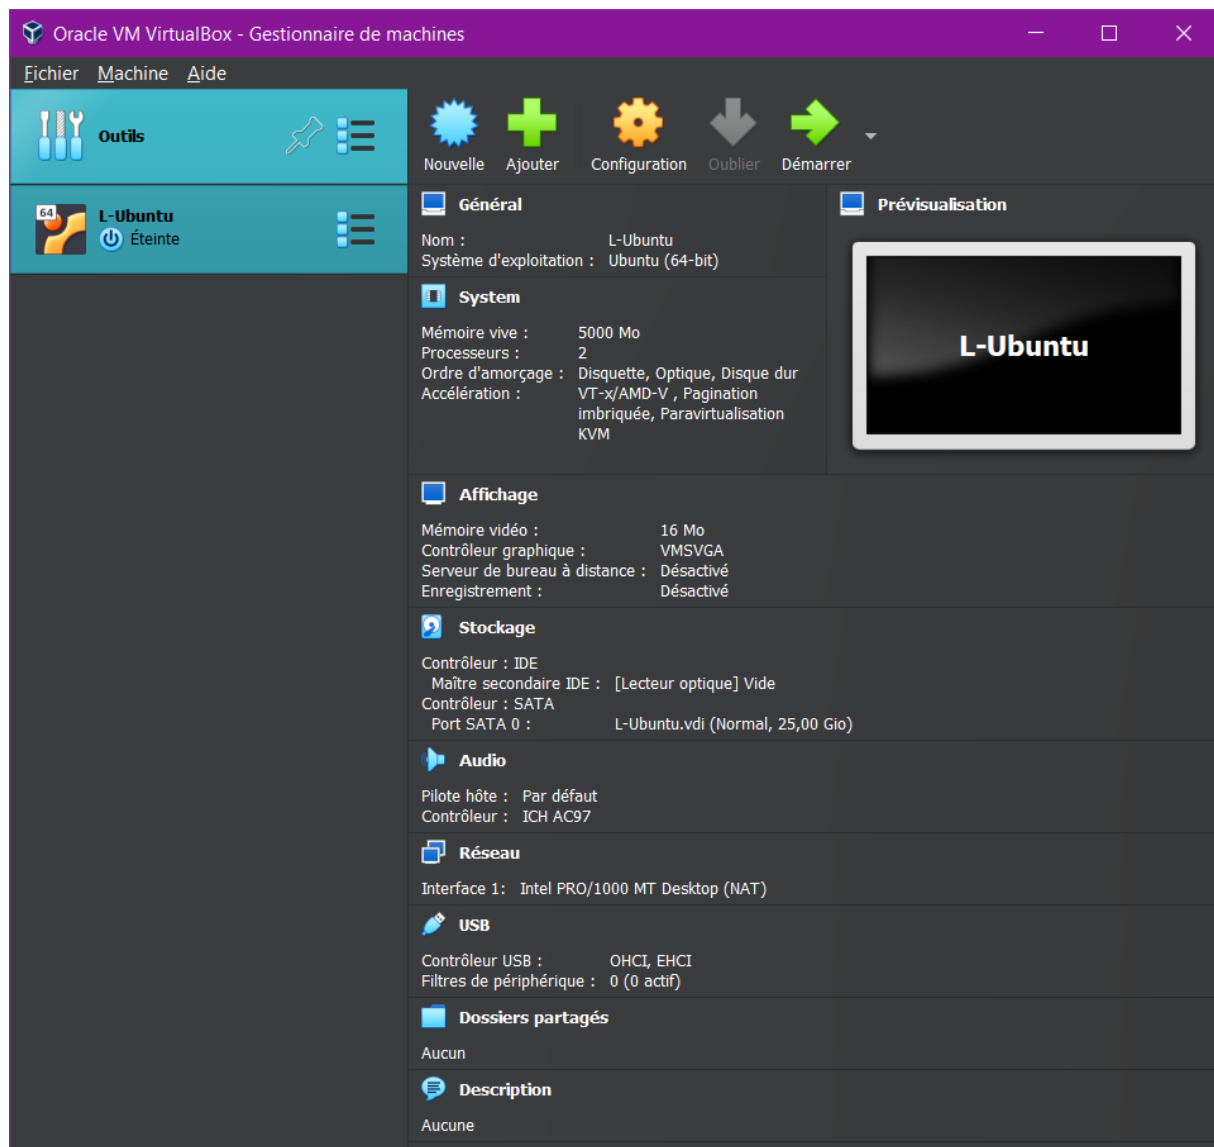 Oracle VM VirtualBox - Gestionnaire de machines
Fichier Machine Aide
Outils
Nouvelle Ajouter Configuration Oublier Démarrer
64
L-Ubuntu
Éteinte
Général
Nom : L-Ubuntu
Système d'exploitation : Ubuntu (64-bit)
System
Mémoire vive : 5000 Mo
Processeurs : 2
Ordre d'amorçage : Disquette, Optique, Disque dur
Accélération : VT-x/AMD-V , Pagination
imbriquée, Paravirtualisation
KVM
Prévisualisation
L-Ubuntu
Affichage
Mémoire vidéo : 16 Mo
Contrôleur graphique : VMSVGA
Serveur de bureau à distance : Désactivé
Enregistrement : Désactivé
Stockage
Contrôleur : IDE
Maître secondaire IDE : [Lecteur optique] Vide
Contrôleur : SATA
Port SATA 0 : L-Ubuntu.vdi (Normal, 25,00 Gio)
Audio
Pilote hôte : Par défaut
Contrôleur : ICH AC97
Réseau
Interface 1: Intel PRO/1000 MT Desktop (NAT)
USB
Contrôleur USB : OHCI, EHCI
Filtres de périphérique : 0 (0 actif)
Dossiers partagés
Aucun
Description
Aucune